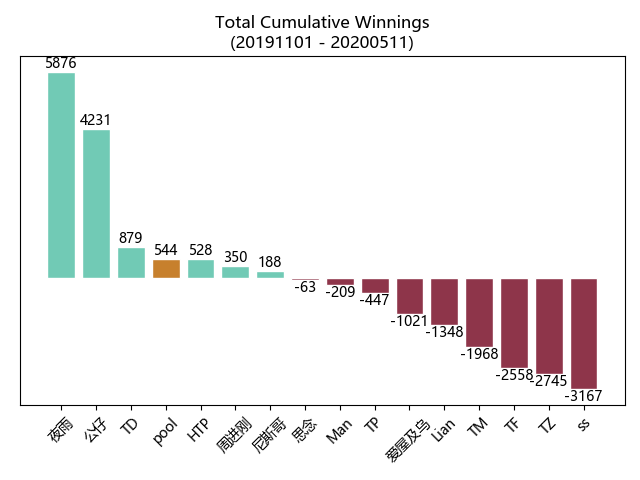 Total Cumulative Winnings
(20191101 - 20200511)
5876
4231
879
544
528
350
188
-63
-209
-447
-1021
-1348
-1968
-2558
-2745
-3167
夜雨
公仔
TD
pool
HTP
周进刚
尼斯哥
思念
Man
TP
爱屋及乌
Lian
TM
TF
TZ
ss